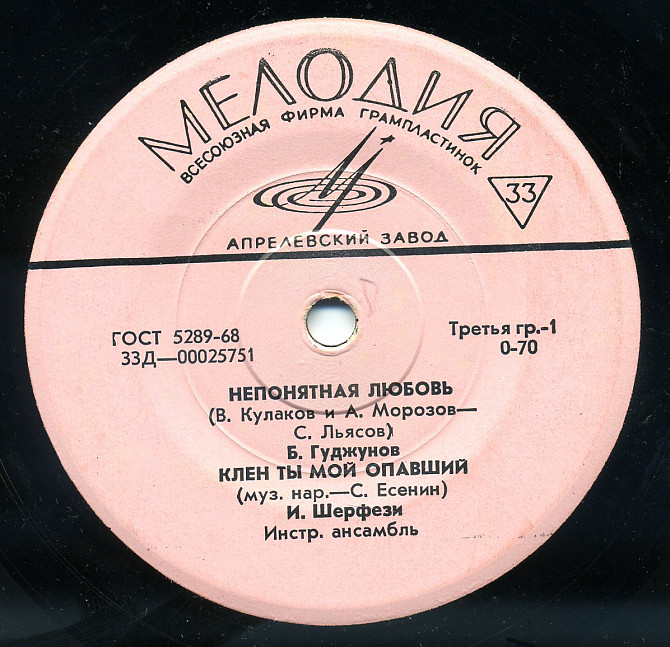 МЕЛОДИЯ
ВСЕСОЮЗНАЯ ФИРМА ГРАМПЛАСТИНОК
33
АПРЕЛЕВСКИЙ ЗАВОД
ГОСТ 5289-68
33Д—00025751
Третья гр.-1
0-70
НЕПОНЯТНАЯ ЛЮБОВЬ
(В. Кулаков и А. Морозов—
С. Льясов)
Б. Гуджунов
КЛЕН ТЫ МОЙ ОПАВШИЙ
(муз. нар.—С. Есенин)
И. Шерфези
Инстр. ансамбль